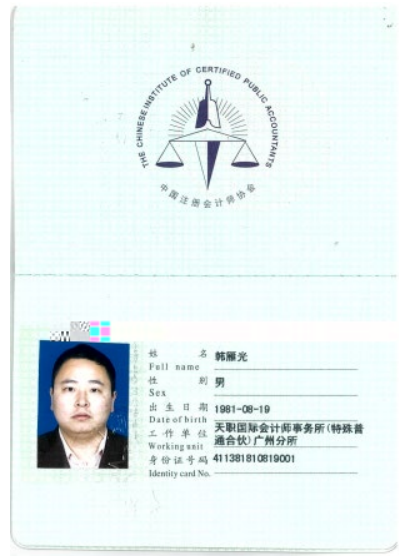 THE CHINESE INSTITUTE OF CERTIFIED PUBLIC ACCOUNTANTS
中国注册会计师协会
姓 名 韩雁光
Full name
性 别 男
Sex
出 生 日 期 1981-08-19
Date of birth
工 作 单 位 天职国际会计师事务所(特殊普
Working unit 通合伙)广州分所
身份证号码 411381810819001
Identity card No.